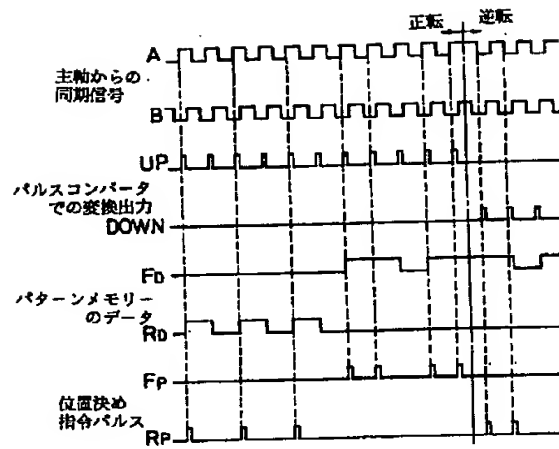 正転 逆転
A
主軸からの
同期信号
B
UP
パルスコンバータ
での変換出力
DOWN
FD
パターンメモリー
のデータ
RD
FP
位置決め
指令パルス
RP